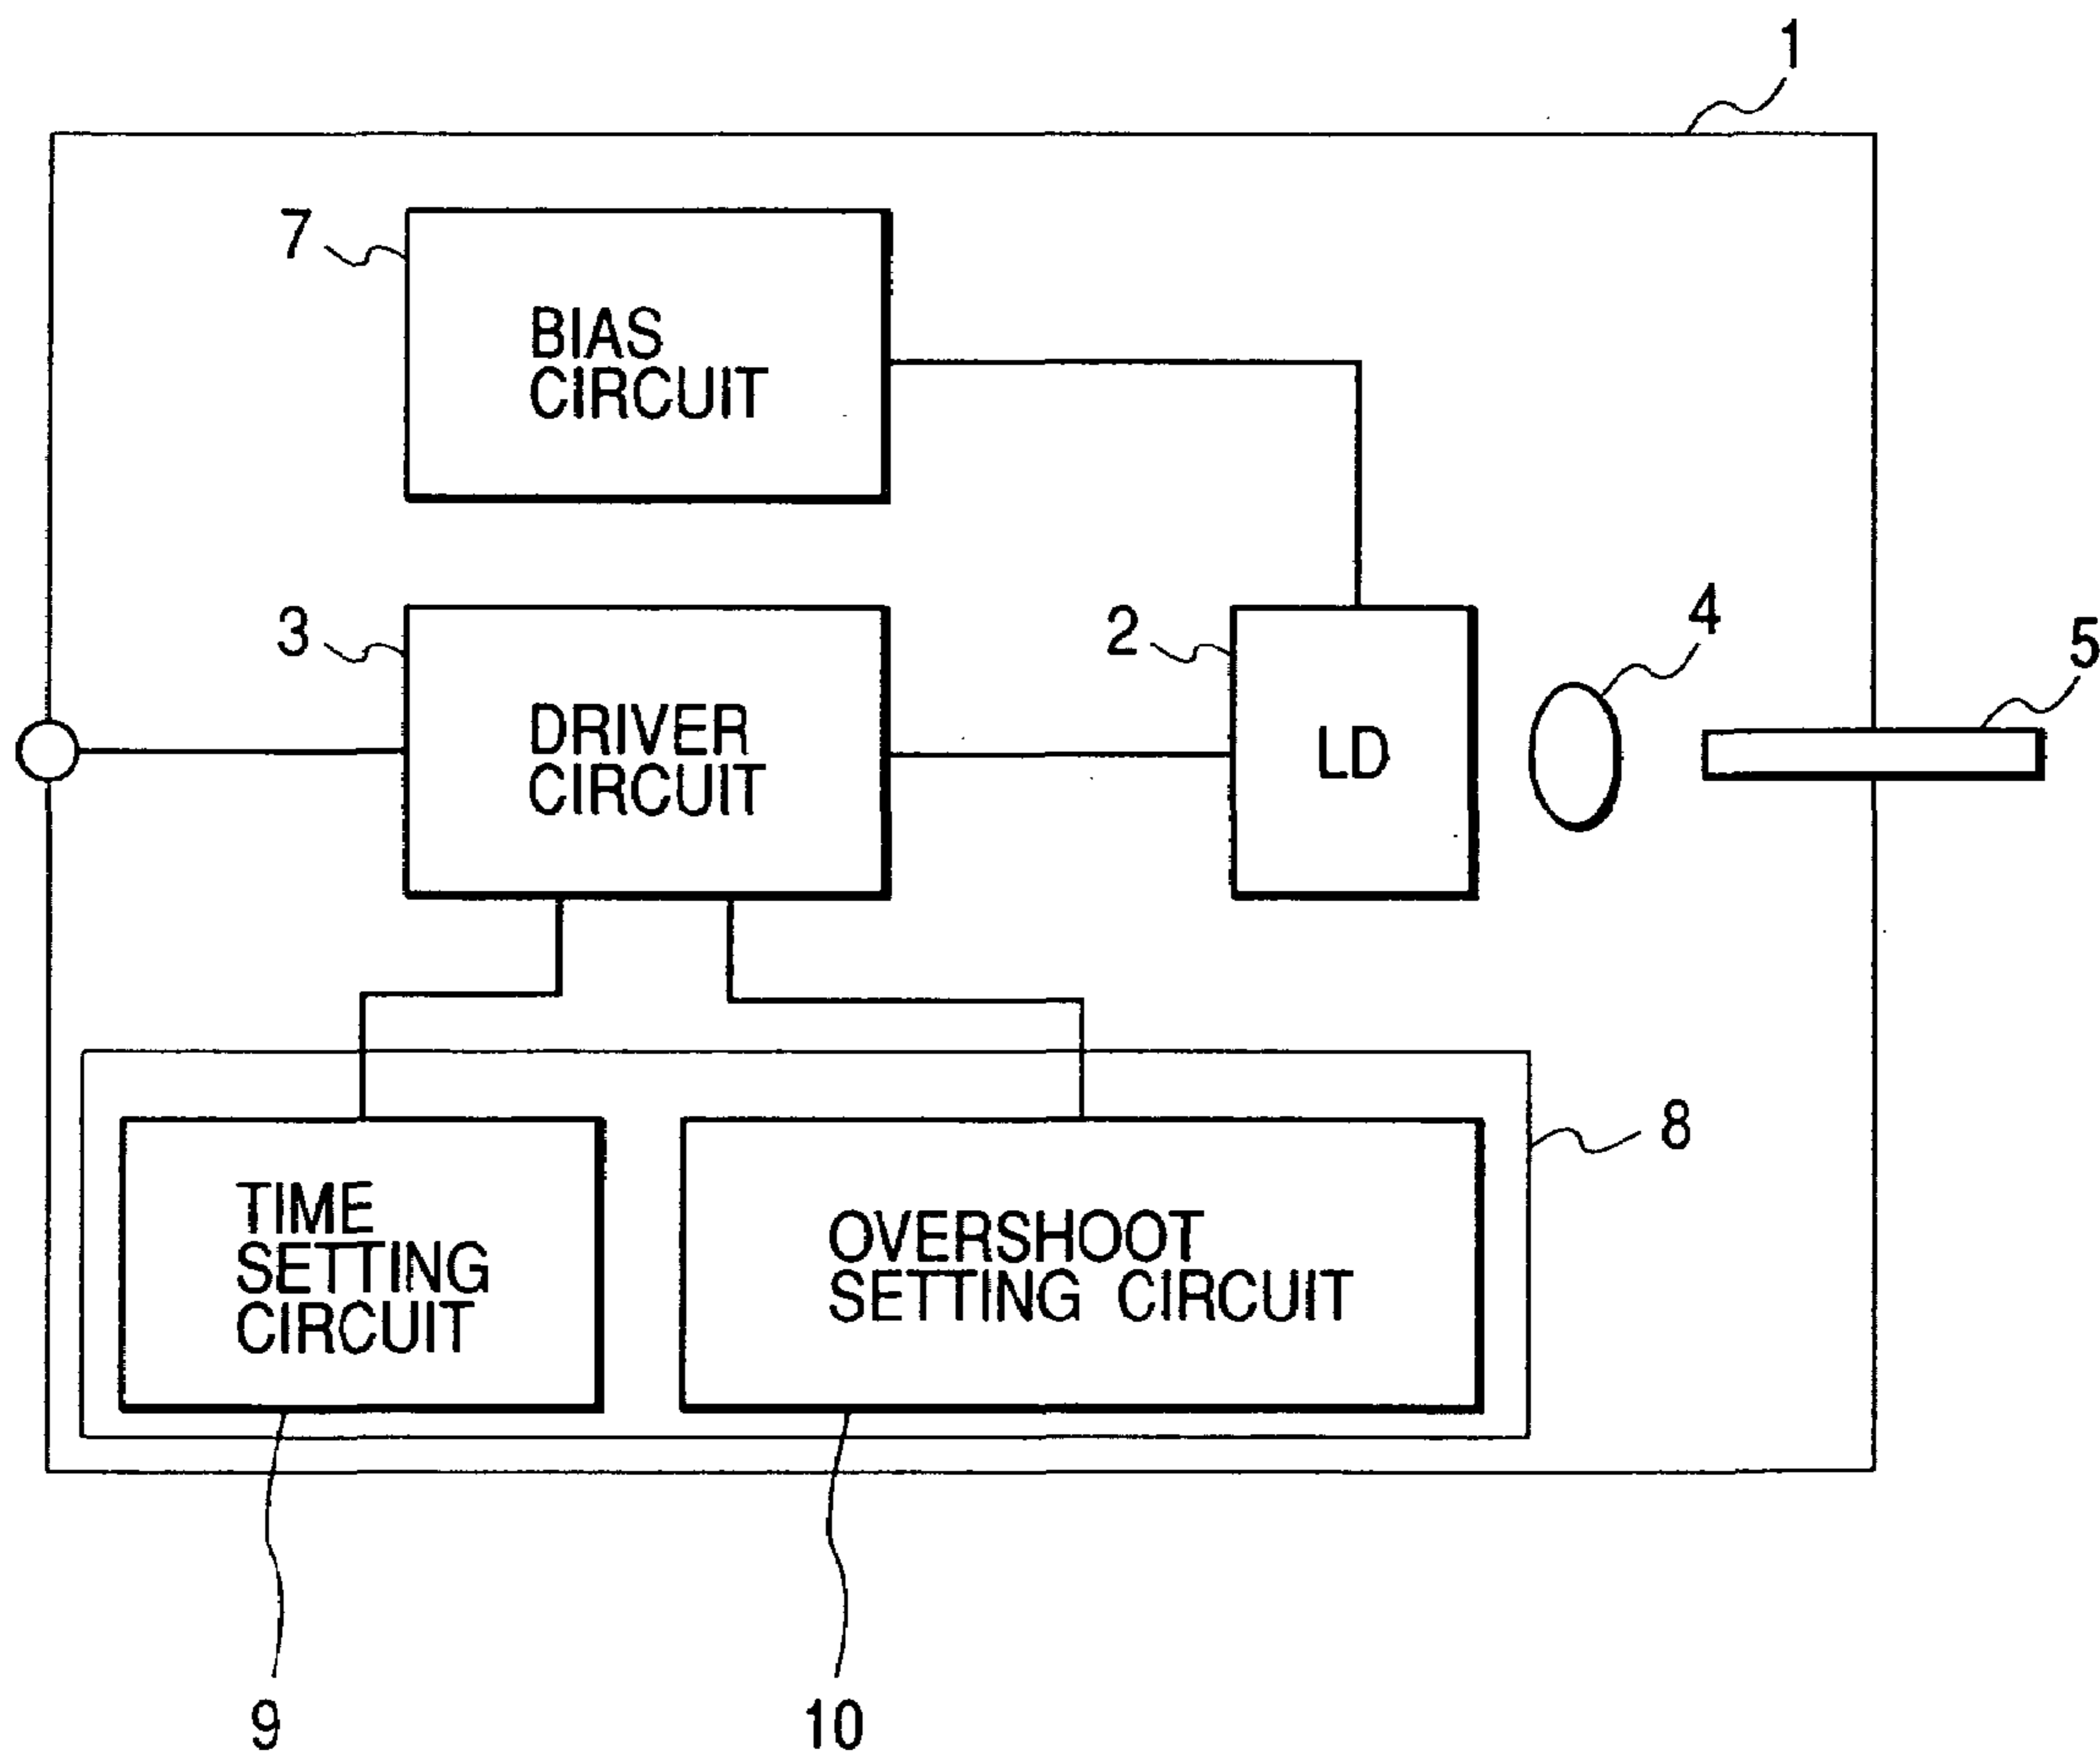 1
7
BIAS
CIRCUIT
3
DRIVER
CIRCUIT
2
LD
4
5
8
TIME
SETTING
CIRCUIT
OVERSHOOT
SETTING CIRCUIT
9
10